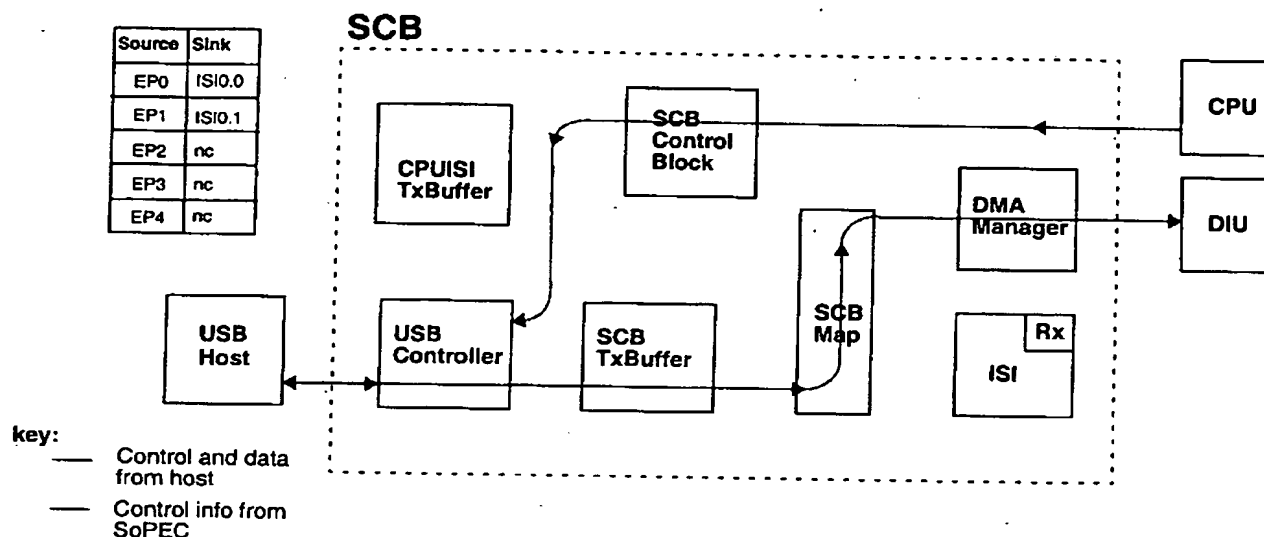 SCB
Source Sink
EP0 ISI0.0
EP1 ISI0.1
EP2 nc
EP3 nc
EP4 nc
CPUISI
TxBuffer
SCB
Control
Block
CPU
DMA
Manager
DIU
USB
Host
USB
Controller
SCB
TxBuffer
SCB
Map
Rx
ISI
key:
Control and data
from host
Control info from
SoPEC